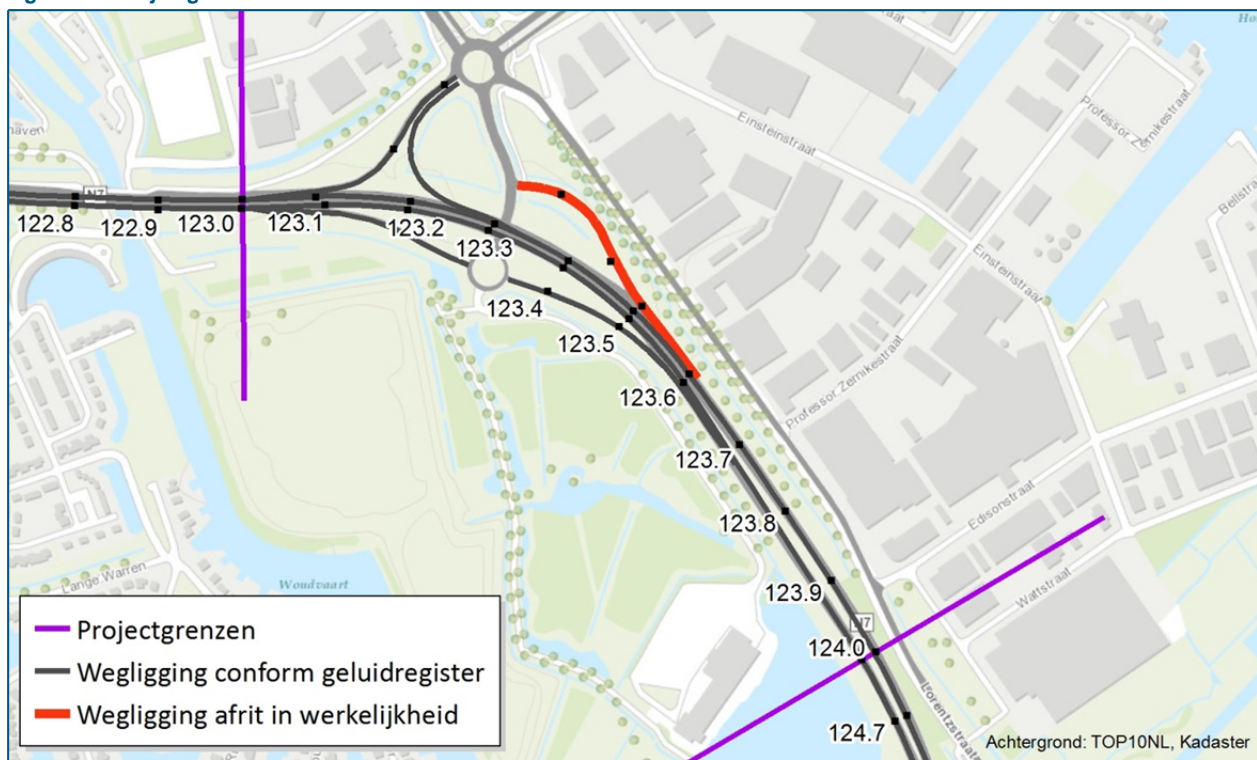 Einsteinstraat
Professor Zernikestraat
Bellstraat
haven
N7
122.8
122.9
123.0
123.1
123.2
123.3
Einsteinstraat
123.4
123.5
123.6
Professor Zernikestraat
123.7
123.8
Edisonstraat
Lange Warren
Woudvaart
123.9
Wattstraat
N7
124.0
Lorentzstraat
124.7
Projectgrenzen
Wegligging conform geluidregister
Wegligging afrit in werkelijkheid
Achtergrond: TOP10NL, Kadaster